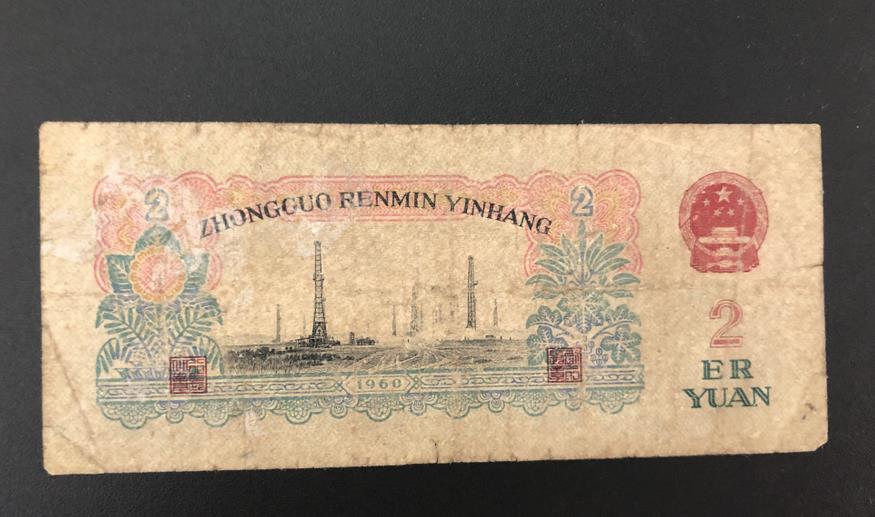 2
2
ZHONGGUO RENMIN YINHANG
1960
2
ER
YUAN